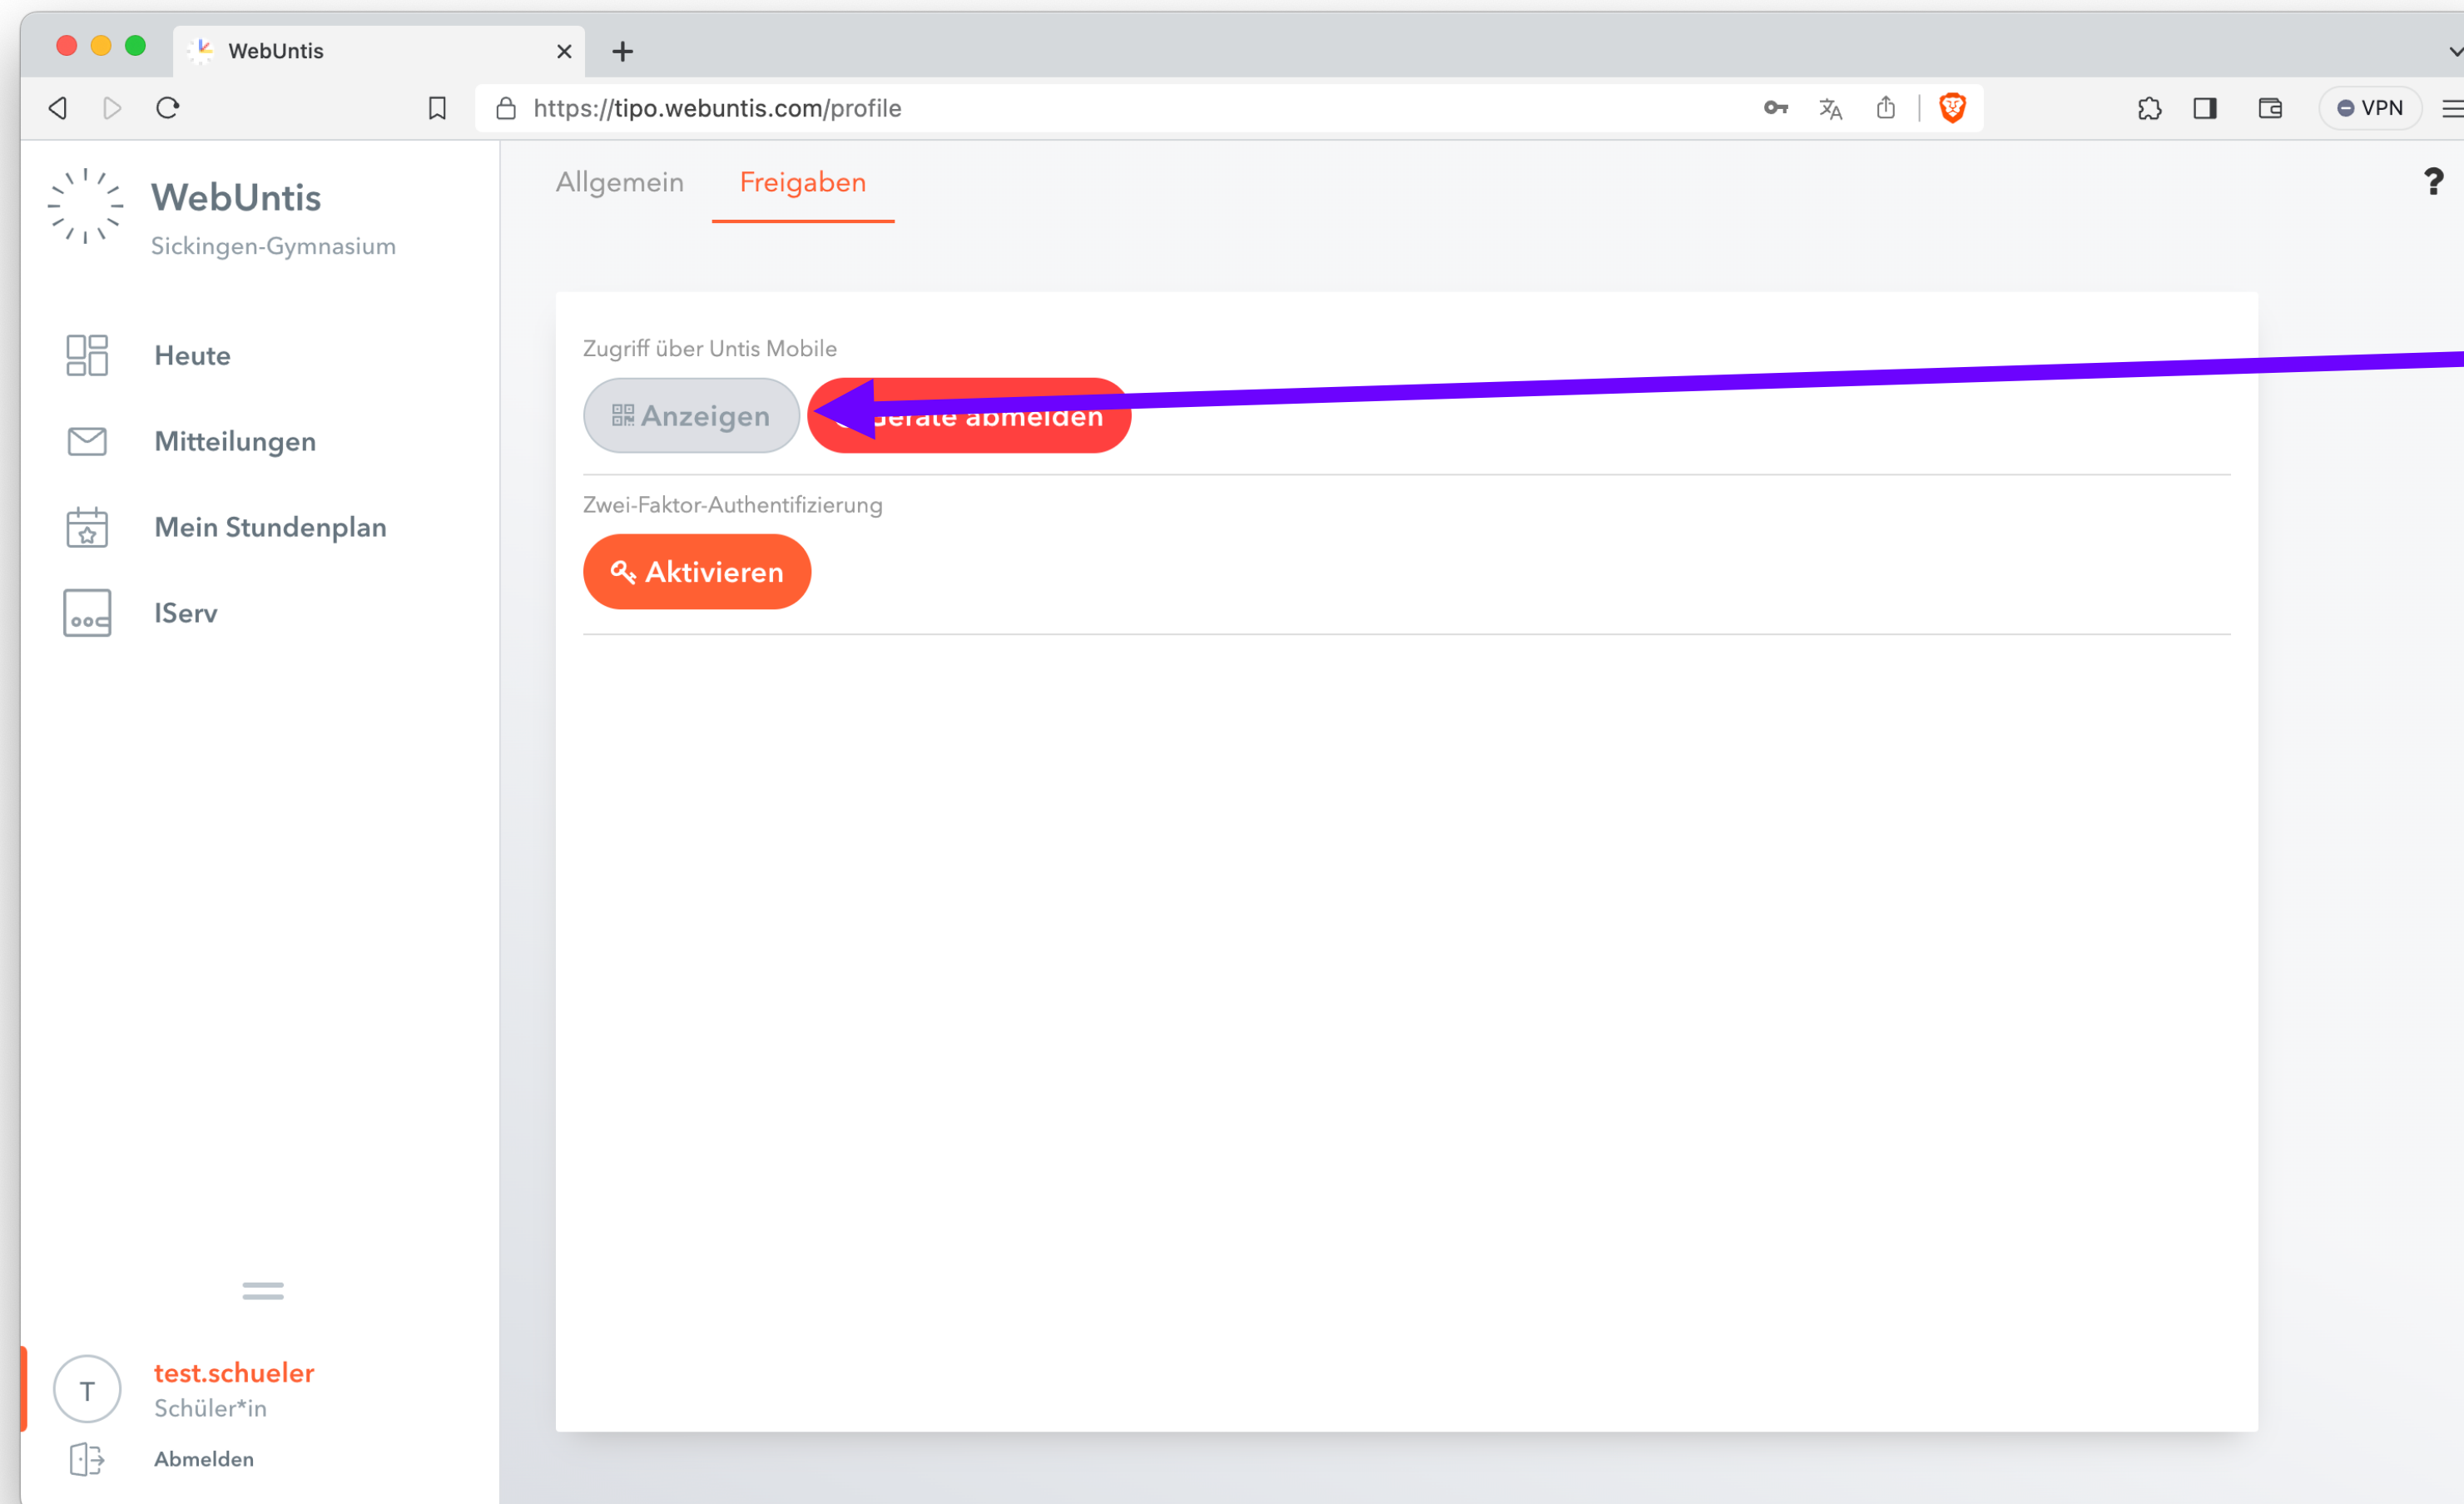 WebUntis
https://tipo.webuntis.com/profile
VPN
WebUntis
Sickingen-Gymnasium
Allgemein
Freigaben
?
Heute
Mitteilungen
Mein Stundenplan
IServ
Zugriff über Untis Mobile
Anzeigen
Geräte abmelden
Zwei-Faktor-Authentifizierung
Aktivieren
T
test.schueler
Schüler*in
Abmelden